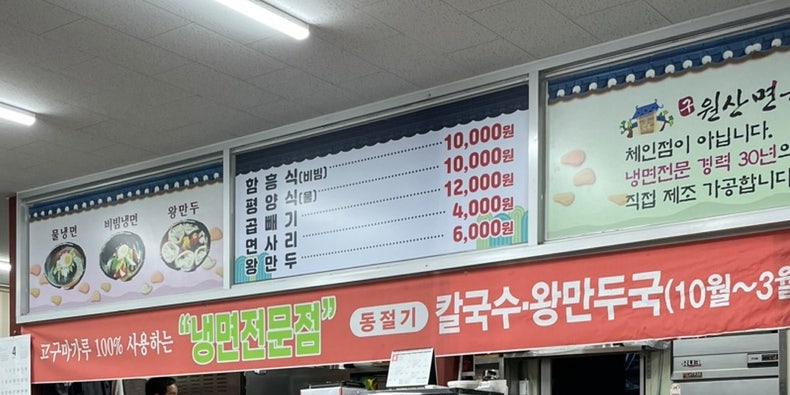 물냉면
비빔냉면
왕만두
함흥식(비빔) 10,000원
평양식(물) 10,000원
곱빼기 12,000원
면사리 4,000원
왕만두 6,000원
구 원산면
체인점이 아닙니다.
냉면전문 경력 30년의
직접 제조 가공합니다
고구마가루 100% 사용하는 "냉면전문점" 동절기 칼국수·왕만두국(10월~3월
4